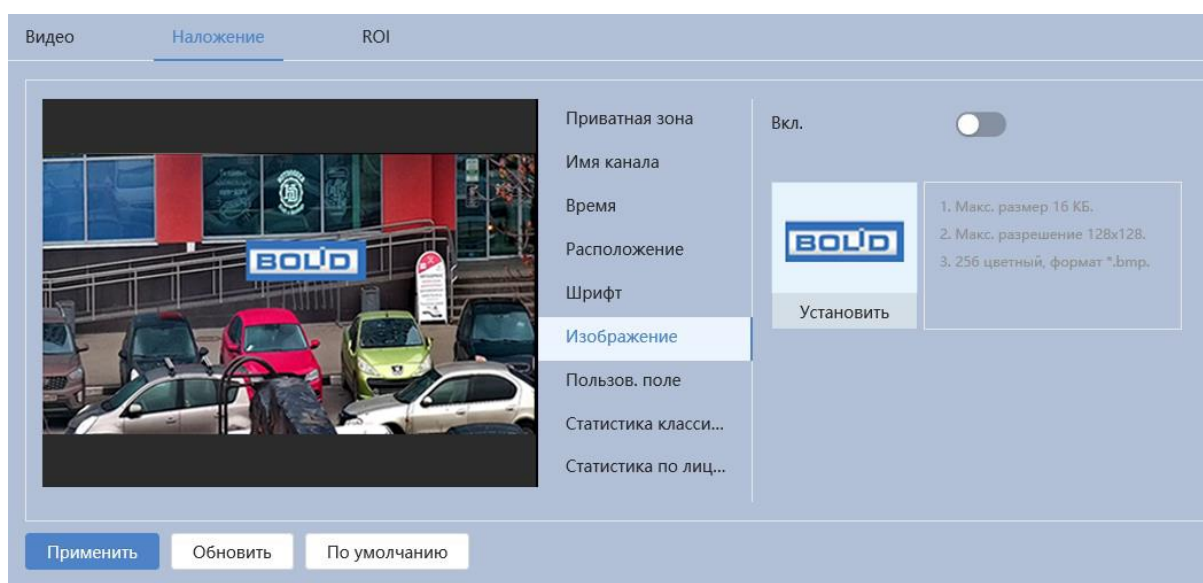 Видео
Наложение
ROI
BOLID
Приватная зона
Имя канала
Время
Расположение
Шрифт
Изображение
Пользов. поле
Статистика класси...
Статистика по лиц...
Вкл.
BOLID
Установить
1. Макс. размер 16 КБ.
2. Макс. разрешение 128x128.
3. 256 цветный, формат *.bmp.
Применить
Обновить
По умолчанию